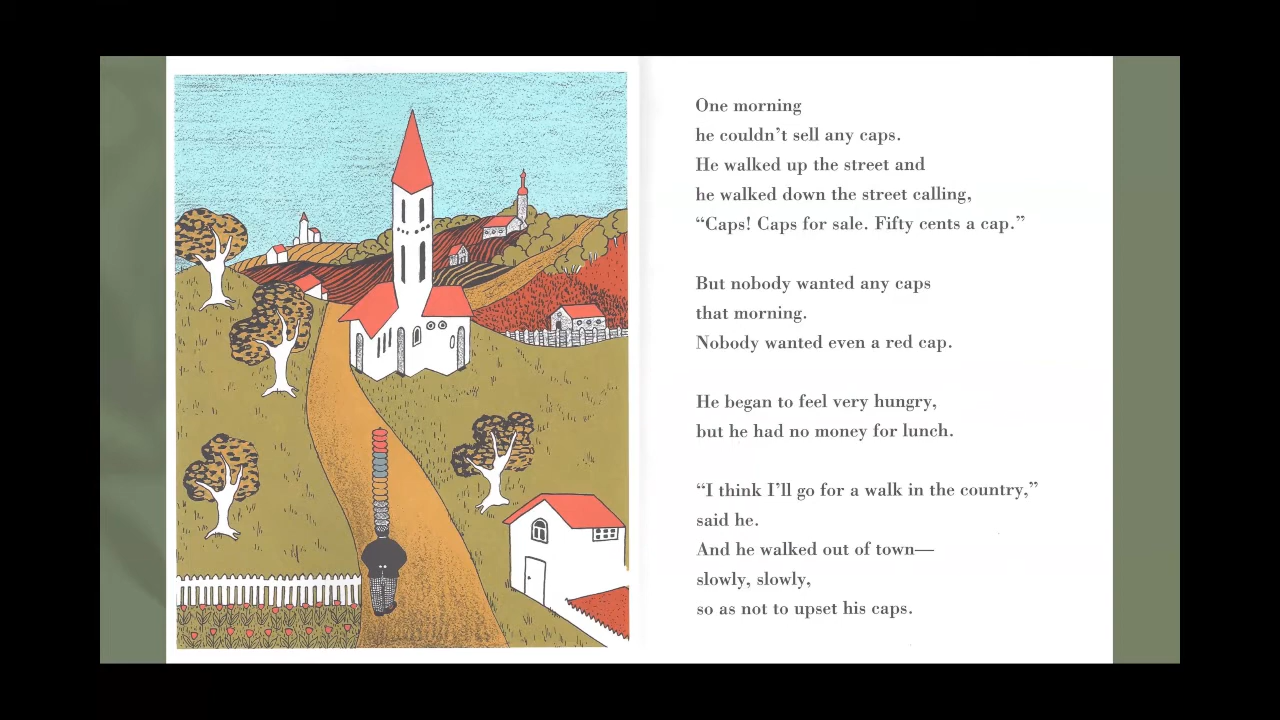 One morning
he couldn’t sell any caps.
He walked up the street and
he walked down the street calling,
“Caps! Caps for sale. Fifty cents a cap.”
But nobody wanted any caps
that morning.
Nobody wanted even a red cap.
He began to feel very hungry,
but he had no money for lunch.
“I think I’ll go for a walk in the country,”
said he.
And he walked out of town—
slowly, slowly,
so as not to upset his caps.